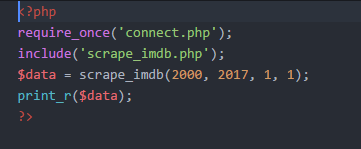 <?php
require_once('connect.php');
include('scrape_imdb.php');
$data = scrape_imdb(2000, 2017, 1, 1);
print_r($data);
?>